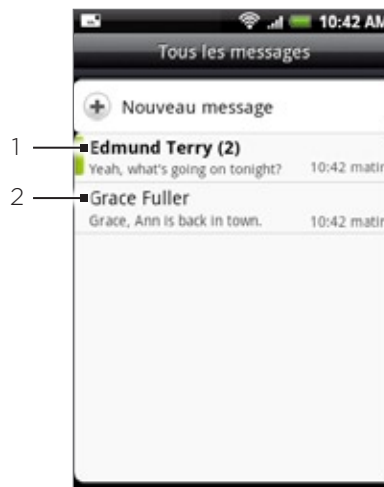 10:42 AM
Tous les messages
Nouveau message
1
Edmund Terry (2)
Yeah, what's going on tonight?
10:42 matin
2
Grace Fuller
Grace, Ann is back in town.
10:42 matin